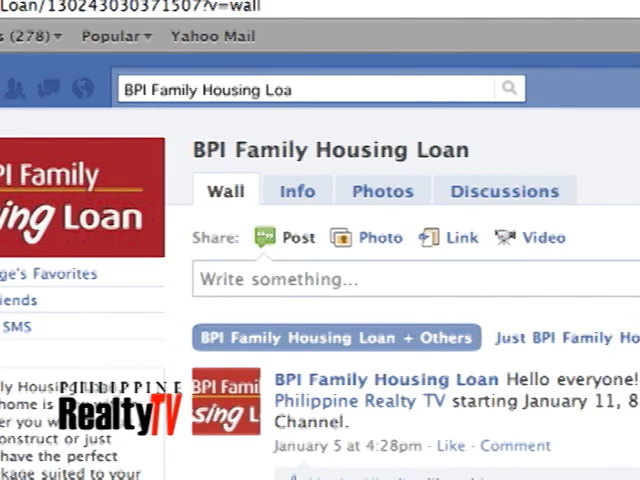 Loan/130243030371507?v=wall
s (278)▾ Popular▾ Yahoo Mail
BPI Family Housing Loa
PI Family
ing Loan
BPI Family Housing Loan
Wall Info Photos Discussions
Share: Post Photo Link Video
Write something...
ge's Favorites
iends
SMS
BPI Family Housing Loan + Others Just BPI Family Ho
BPI Fami
sing L
BPI Family Housing Loan Hello everyone!
Philippine Realty TV starting January 11, 8
Channel.
January 5 at 4:28pm · Like · Comment
PHILIPPINE
RealtyTV
home is
er you w
onstruct or just
have the perfect
kage suited to your